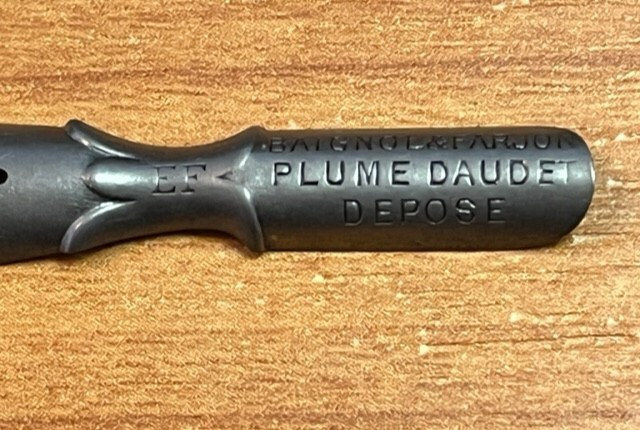 BAIGNOL&FARJON
PLUME DAUDET
DEPOSE
EF